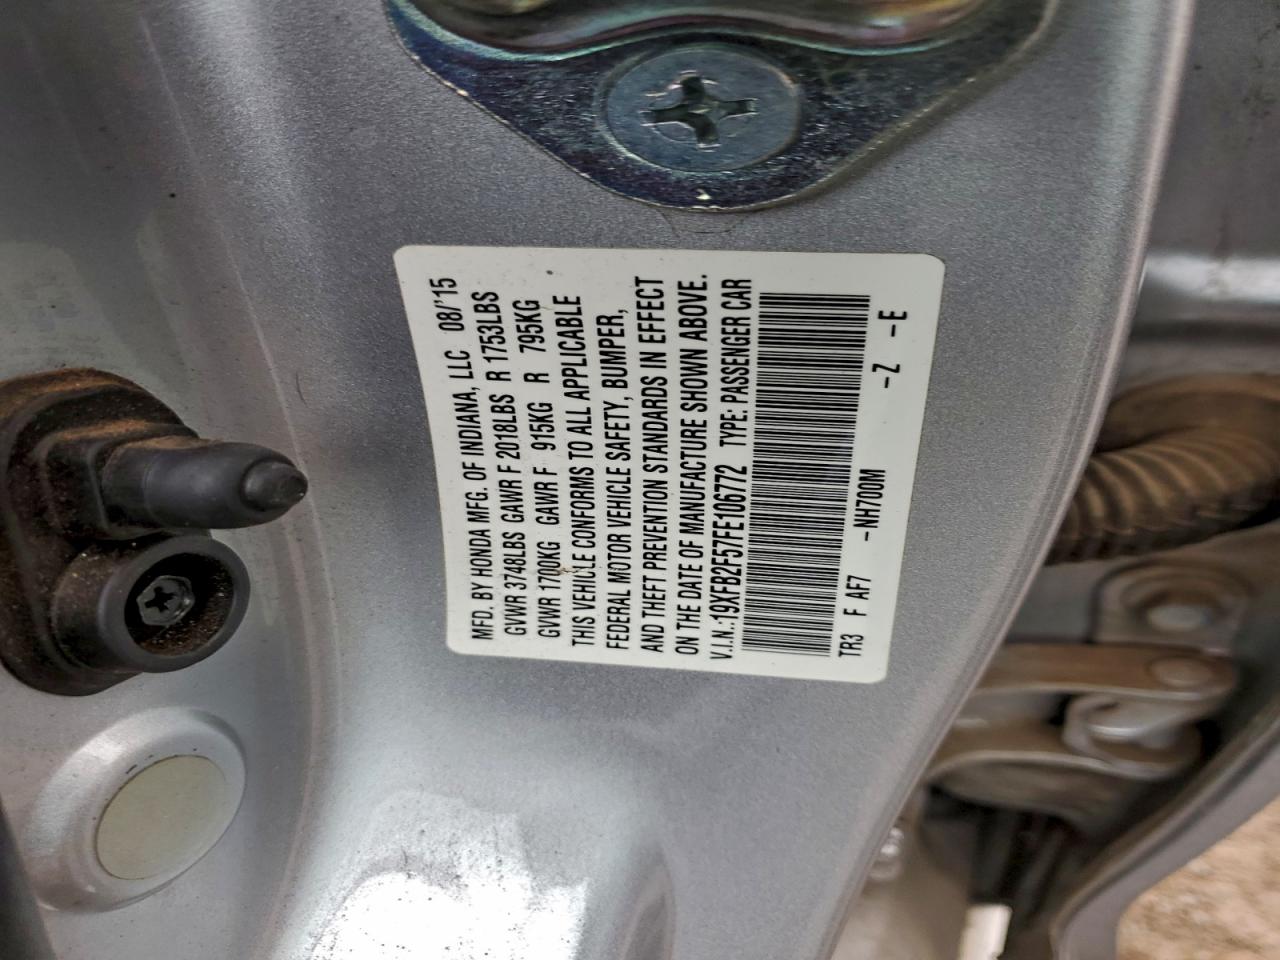 MFD. BY HONDA MFG. OF INDIANA, LLC 08/'15
GVWR 3748LBS GAWR F 2018LBS R 1753LBS
GVWR 1700KG GAWR F 915KG R 795KG
THIS VEHICLE CONFORMS TO ALL APPLICABLE
FEDERAL MOTOR VEHICLE SAFETY, BUMPER,
AND THEFT PREVENTION STANDARDS IN EFFECT
ON THE DATE OF MANUFACTURE SHOWN ABOVE.
V.I.N.:19XFB2F57FE106772 TYPE: PASSENGER CAR
TR3 F AF7 -NH700M -Z -E